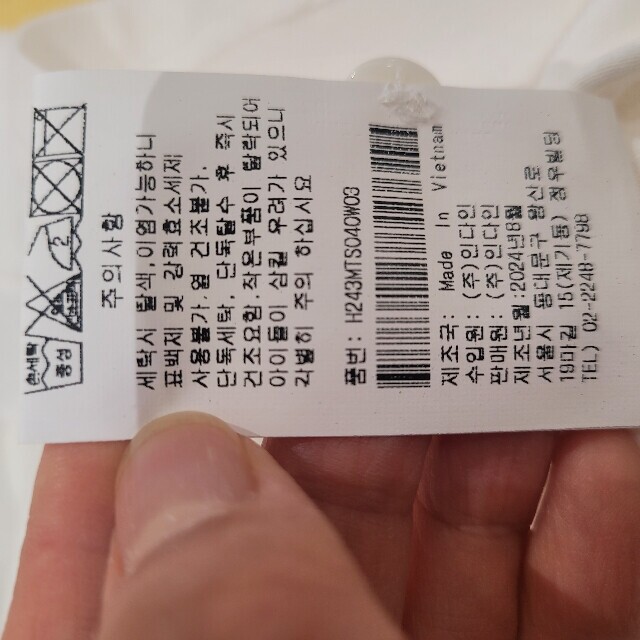 손세탁
중성
주의사항
세탁시 탈색,이염가능하니
표백제 및 강력효소세제
사용불가.열 건조불가.
단독세탁, 단독탈수 후 즉시
건조요함.작은부품이 탈락되어
아이들이 삼킬 우려가 있으니
각별히 주의 하십시요
품번: H243MTS040W03
제조국: Made In Vietnam
수입원: (주)인다인
판매원: (주)인다인
제조년월:2024년8월
서울시 동대문구 왕산로
19마길 15(제기동) 정우빌딩
TEL) 02-2248-7798